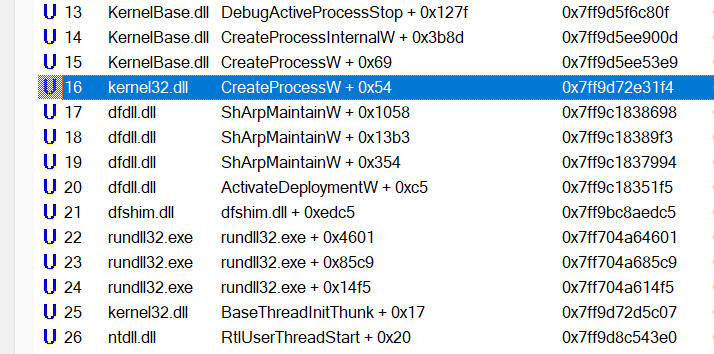 U 13 KernelBase.dll DebugActiveProcessStop + 0x127f 0x7ff9d5f6c80f
U 14 KernelBase.dll CreateProcessInternalW + 0x3b8d 0x7ff9d5ee900d
U 15 KernelBase.dll CreateProcessW + 0x69 0x7ff9d5ee53e9
U 16 kernel32.dll CreateProcessW + 0x54 0x7ff9d72e31f4
U 17 dfdll.dll ShArpMaintainW + 0x1058 0x7ff9c1838698
U 18 dfdll.dll ShArpMaintainW + 0x13b3 0x7ff9c18389f3
U 19 dfdll.dll ShArpMaintainW + 0x354 0x7ff9c1837994
U 20 dfdll.dll ActivateDeploymentW + 0xc5 0x7ff9c18351f5
U 21 dfshim.dll dfshim.dll + 0xedc5 0x7ff9bc8aedc5
U 22 rundll32.exe rundll32.exe + 0x4601 0x7ff704a64601
U 23 rundll32.exe rundll32.exe + 0x85c9 0x7ff704a685c9
U 24 rundll32.exe rundll32.exe + 0x14f5 0x7ff704a614f5
U 25 kernel32.dll BaseThreadInitThunk + 0x17 0x7ff9d72d5c07
U 26 ntdll.dll RtlUserThreadStart + 0x20 0x7ff9d8c543e0